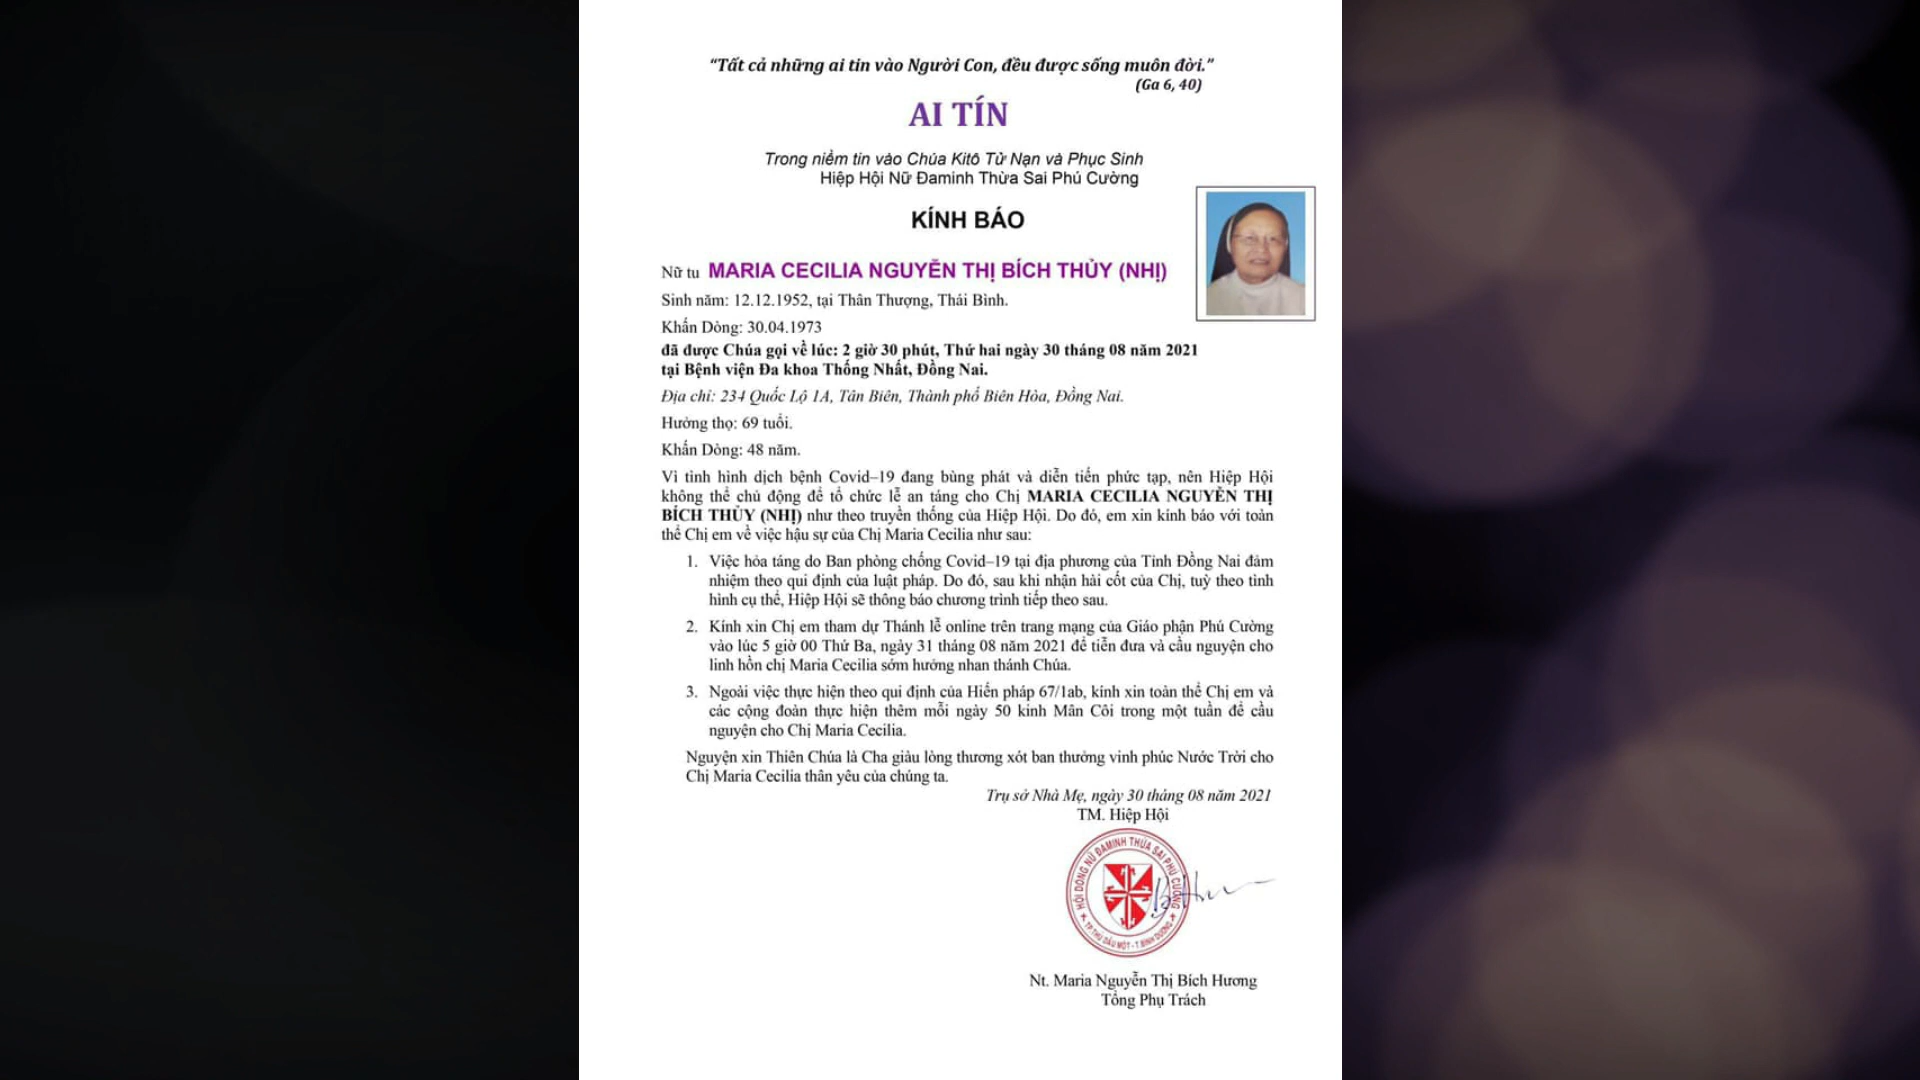 “Tất cả những ai tin vào Người Con, đều được sống muôn đời.”
(Ga 6, 40)
AI TÍN
Trong niềm tin vào Chúa Kitô Tử Nạn và Phục Sinh
Hiệp Hội Nữ Đaminh Thừa Sai Phú Cường
KÍNH BÁO
Nữ tu MARIA CECILIA NGUYỄN THỊ BÍCH THỦY (NHỊ)
Sinh năm: 12.12.1952, tại Thân Thượng, Thái Bình.
Khấn Dòng: 30.04.1973
đã được Chúa gọi về lúc: 2 giờ 30 phút, Thứ hai ngày 30 tháng 08 năm 2021
tại Bệnh viện Đa khoa Thống Nhất, Đồng Nai.
Địa chỉ: 234 Quốc Lộ 1A, Tân Biên, Thành phố Biên Hòa, Đồng Nai.
Hưởng thọ: 69 tuổi.
Khấn Dòng: 48 năm.
Vì tình hình dịch bệnh Covid–19 đang bùng phát và diễn tiến phức tạp, nên Hiệp Hội
không thể chủ động để tổ chức lễ an táng cho Chị MARIA CECILIA NGUYỄN THỊ
BÍCH THỦY (NHỊ) như theo truyền thống của Hiệp Hội. Do đó, em xin kính báo với toàn
thể Chị em về việc hậu sự của Chị Maria Cecilia như sau:
1. Việc hỏa táng do Ban phòng chống Covid–19 tại địa phương của Tỉnh Đồng Nai đảm
nhiệm theo qui định của luật pháp. Do đó, sau khi nhận hài cốt của Chị, tuỳ theo tình
hình cụ thể, Hiệp Hội sẽ thông báo chương trình tiếp theo sau.
2. Kính xin Chị em tham dự Thánh lễ online trên trang mạng của Giáo phận Phú Cường
vào lúc 5 giờ 00 Thứ Ba, ngày 31 tháng 08 năm 2021 để tiễn đưa và cầu nguyện cho
linh hồn chị Maria Cecilia sớm hưởng nhan thánh Chúa.
3. Ngoài việc thực hiện theo qui định của Hiến pháp 67/1ab, kính xin toàn thể Chị em và
các cộng đoàn thực hiện thêm mỗi ngày 50 kinh Mân Côi trong một tuần để cầu
nguyện cho Chị Maria Cecilia.
Nguyện xin Thiên Chúa là Cha giàu lòng thương xót ban thưởng vinh phúc Nước Trời cho
Chị Maria Cecilia thân yêu của chúng ta.
Trụ sở Nhà Mẹ, ngày 30 tháng 08 năm 2021
TM. Hiệp Hội
HỘI DÒNG NỮ ĐAMINH THỪA SAI PHÚ CƯỜNG
TP. THỦ DẦU MỘT - T. BÌNH DƯƠNG
Nt. Maria Nguyễn Thị Bích Hương
Tổng Phụ Trách